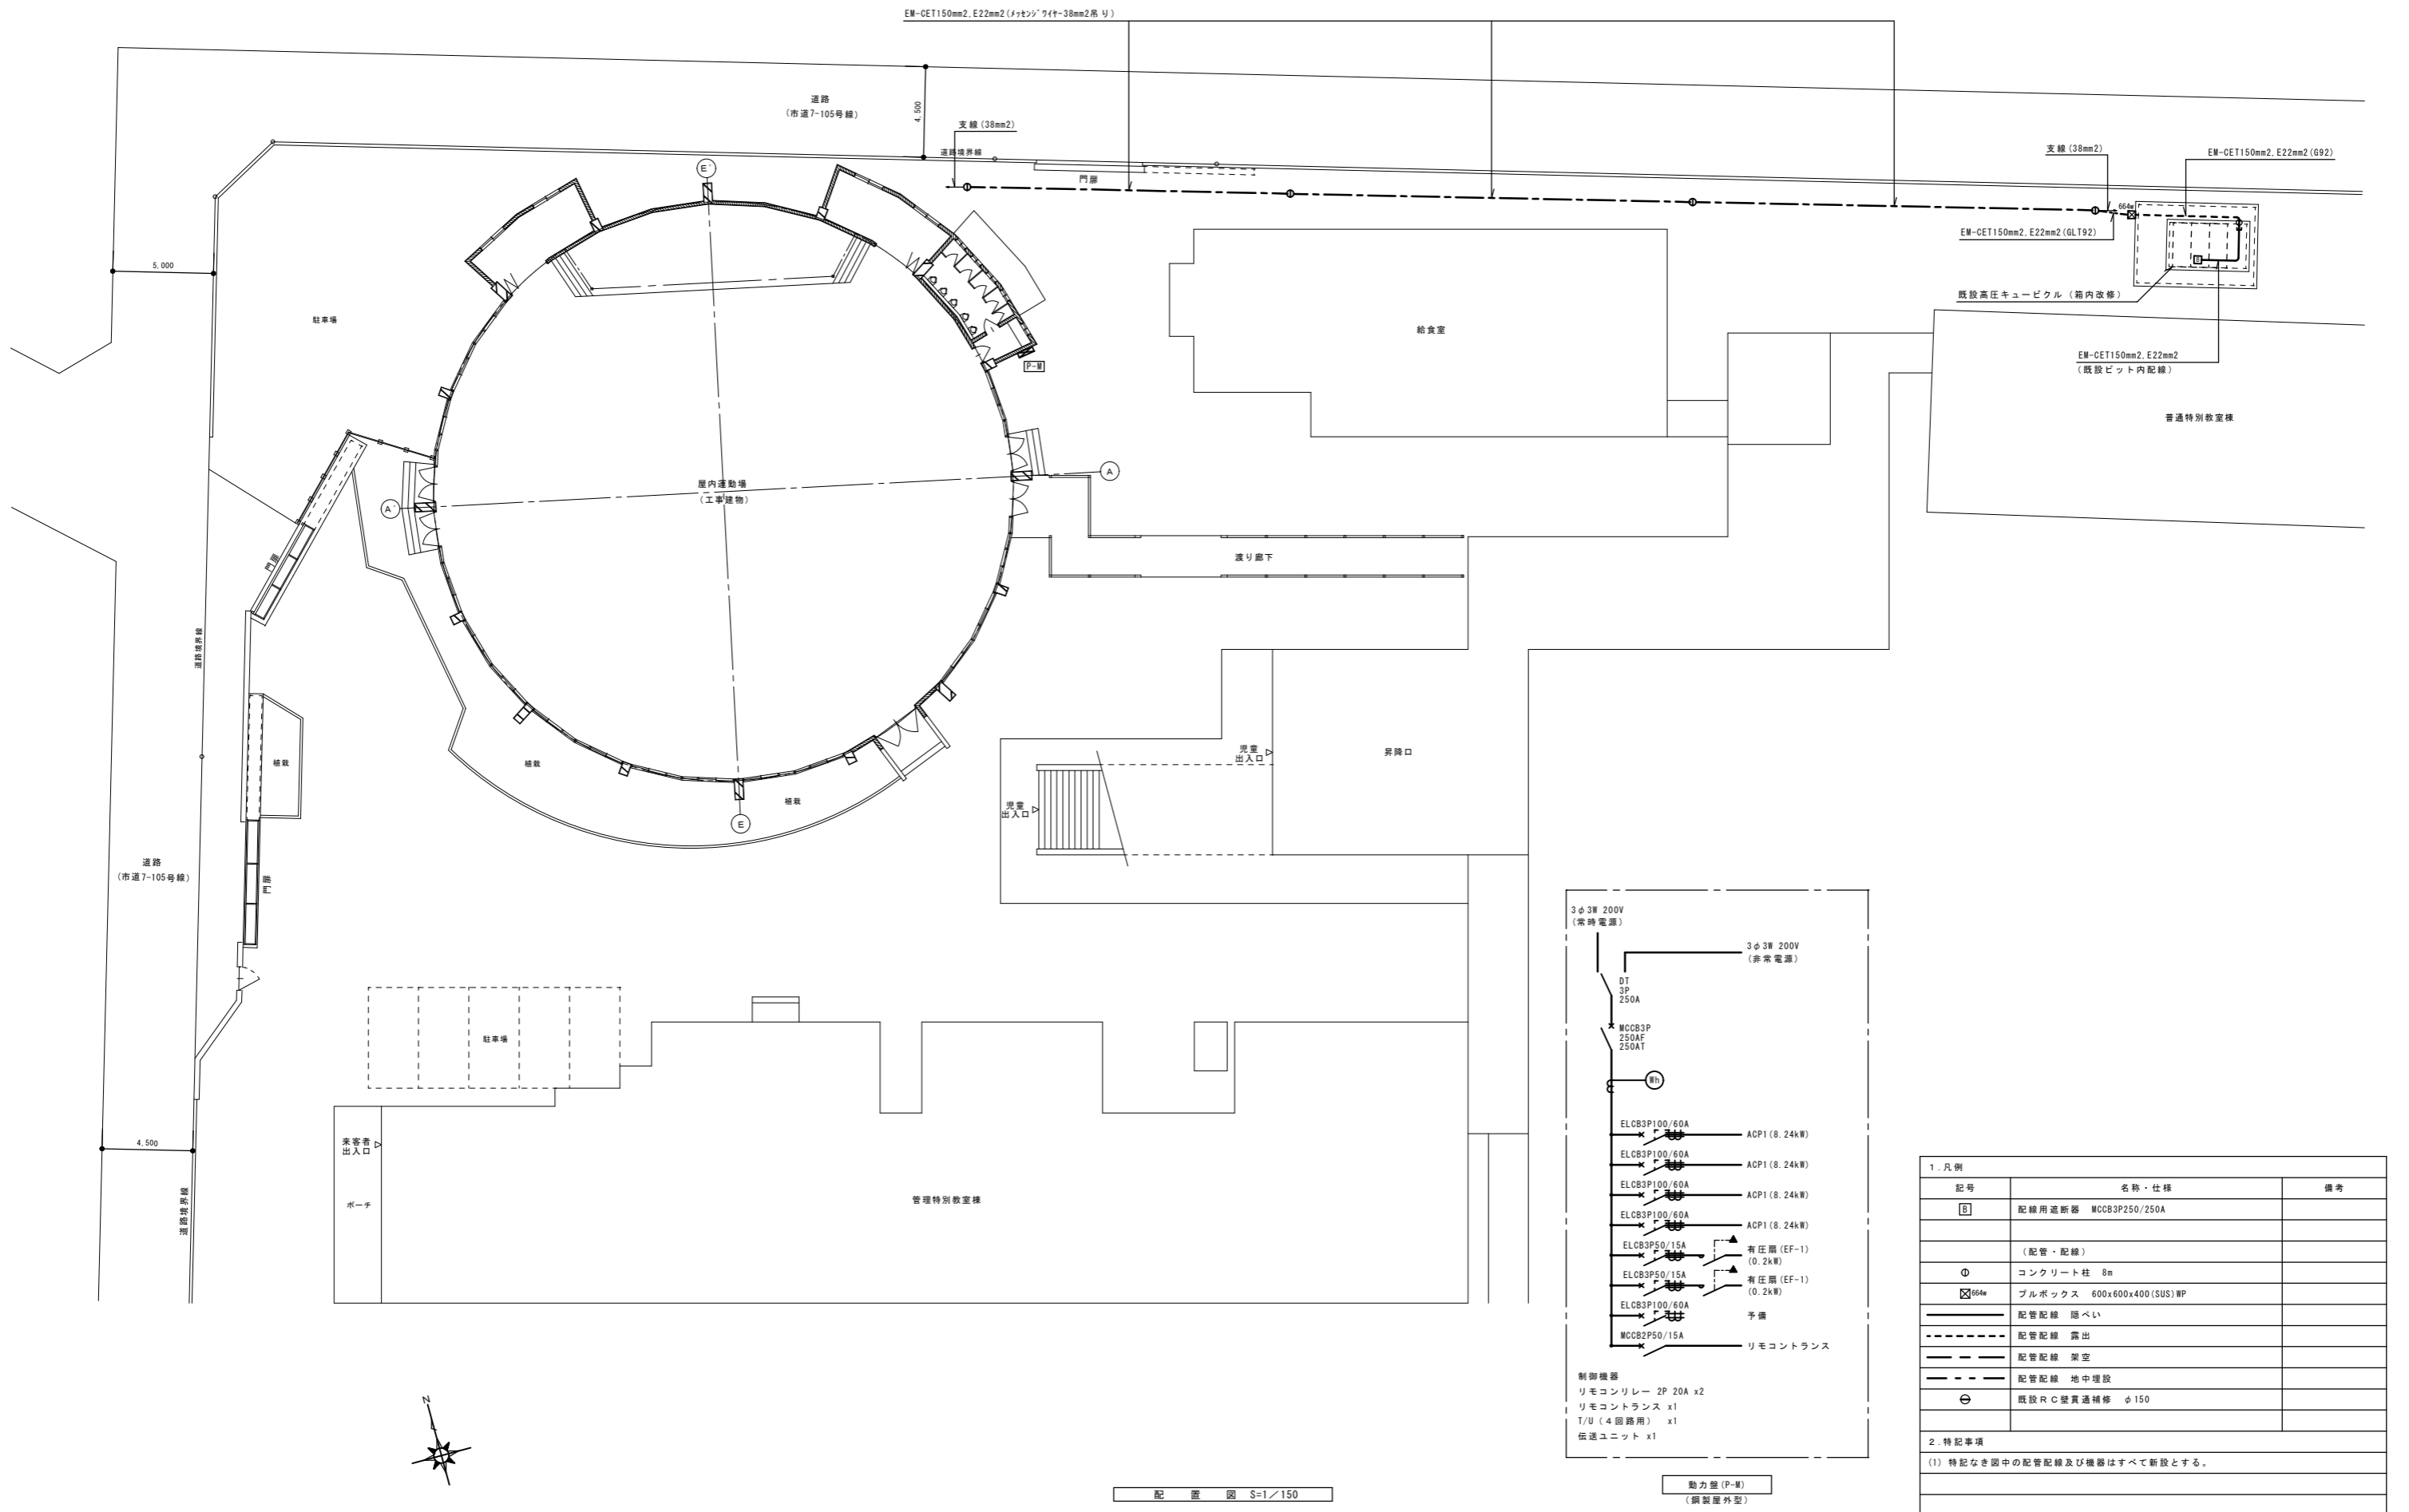 EM-CET150mm2,E22mm2(ﾒｯｾﾝｼﾞﾜｲﾔｰ38mm2吊り)
道路
(市道7-105号線)
4,500
支線(38mm2)
道路境界線
門扉
支線(38mm2)
EM-CET150mm2,E22mm2(G92)
664w
EM-CET150mm2,E22mm2(GLT92)
B
既設高圧キュービクル(箱内改修)
EM-CET150mm2,E22mm2
(既設ピット内配線)
E'
5,000
駐車場
P-M
給食室
普通特別教室棟
A
A'
屋内運動場
(工事建物)
渡り廊下
門扉
道路境界線
植栽
植栽
植栽
E
児童
出入口
昇降口
児童
出入口
道路
(市道7-105号線)
門扉
駐車場
4,500
来客者
出入口
ポーチ
道路境界線
管理特別教室棟
N
3φ3W 200V
(常時電源)
3φ3W 200V
(非常電源)
DT
3P
250A
MCCB3P
250AF
250AT
Wh
ELCB3P100/60A
ACP1(8.24kW)
ELCB3P100/60A
ACP1(8.24kW)
ELCB3P100/60A
ACP1(8.24kW)
ELCB3P100/60A
ACP1(8.24kW)
ELCB3P50/15A
有圧扇(EF-1)
(0.2kW)
ELCB3P50/15A
有圧扇(EF-1)
(0.2kW)
ELCB3P100/60A
予備
MCCB2P50/15A
リモコントランス
制御機器
リモコンリレー 2P 20A x2
リモコントランス x1
T/U(4回路用) x1
伝送ユニット x1
動力盤(P-M)
(鋼製屋外型)
配 置 図 S=1/150
1.凡例
記号 名称・仕様 備考
B 配線用遮断器 MCCB3P250/250A
(配管・配線)
コンクリート柱 8m
664w プルボックス 600x600x400(SUS)WP
配管配線 隠ぺい
配管配線 露出
配管配線 架空
配管配線 地中埋設
既設RC壁貫通補修 φ150
2.特記事項
(1) 特記なき図中の配管配線及び機器はすべて新設とする。